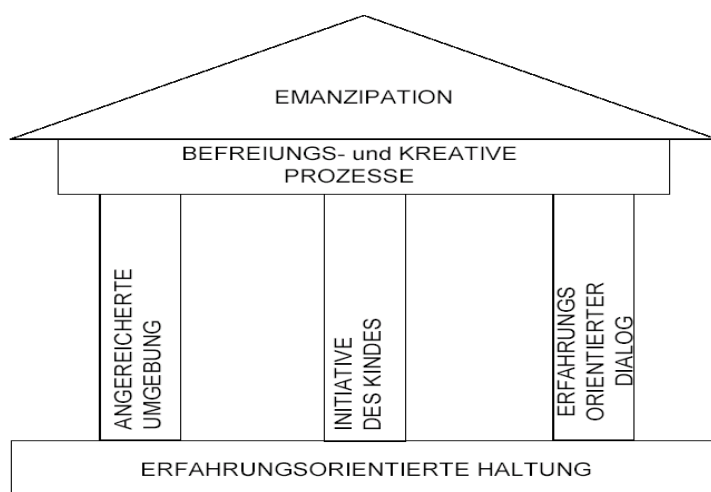 EMANZIPATION
BEFREIUNGS- und KREATIVE
PROZESSE
ANGEREICHERTE
UMGEBUNG
INITIATIVE
DES KINDES
ERFAHRUNGS
ORIENTIERTER
DIALOG
ERFAHRUNGSORIENTIERTE HALTUNG